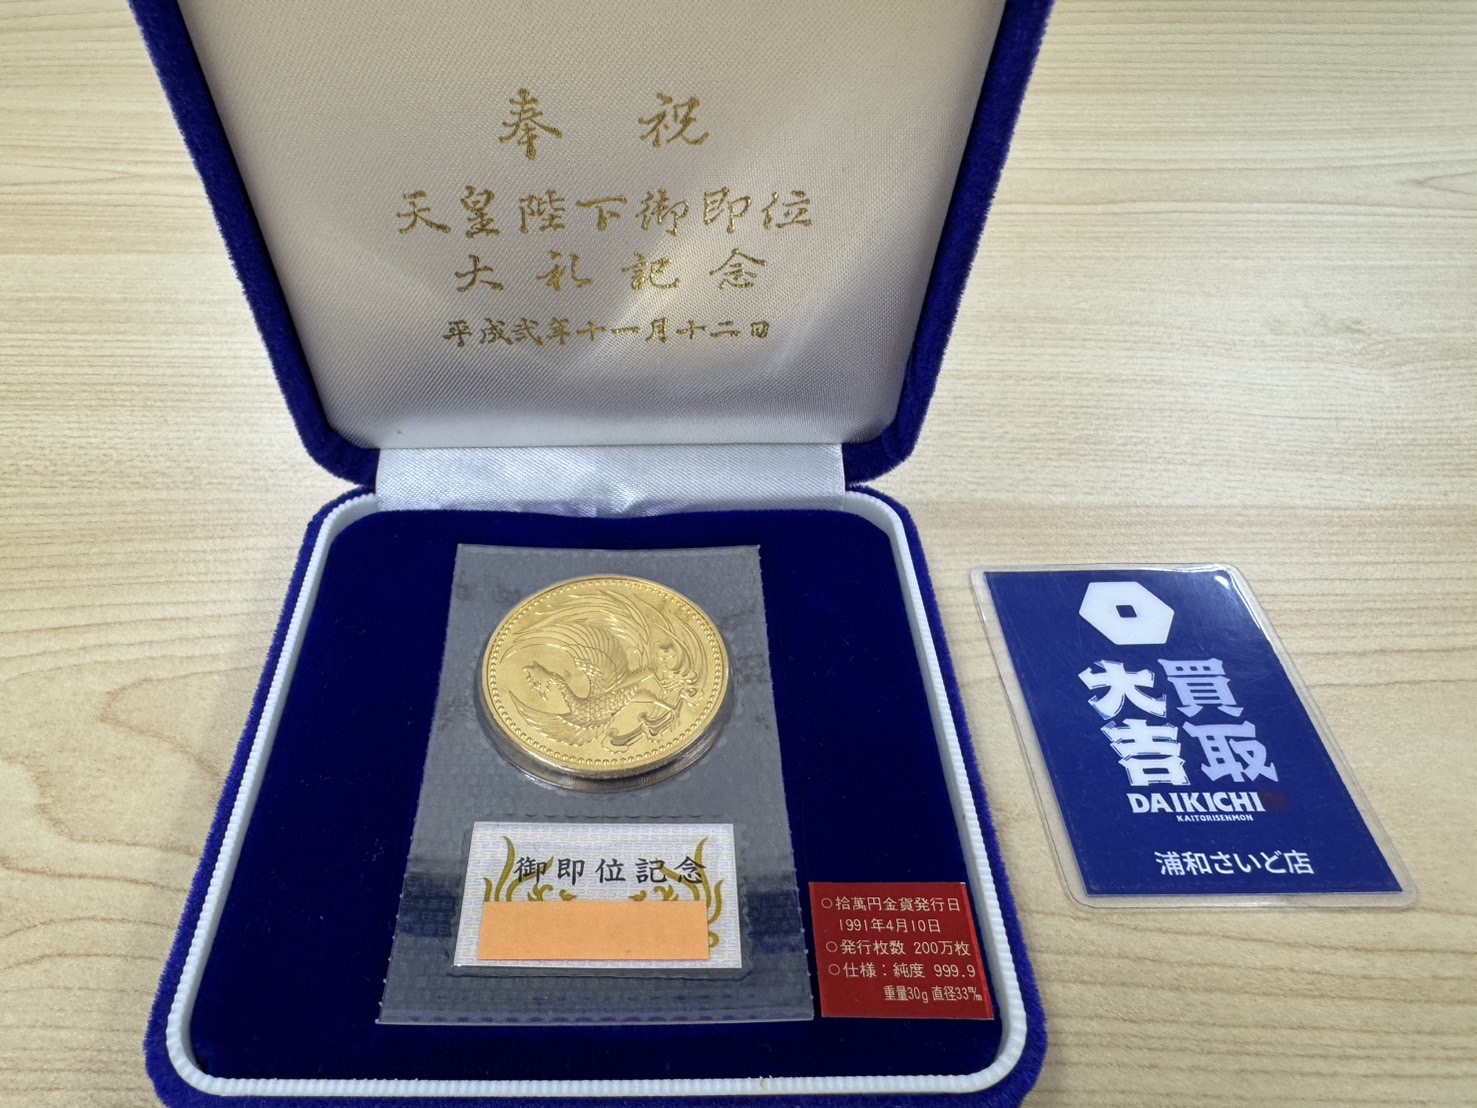 奉祝
天皇陛下御即位
大礼記念
平成弐年十一月十二日
御即位記念
○拾萬円金貨発行日
1991年4月10日
○発行枚数 200万枚
○仕様:純度 999.9
重量30g 直径33㎜
買取
大吉
DAIKICHI
KAITORISENMON
浦和さいど店